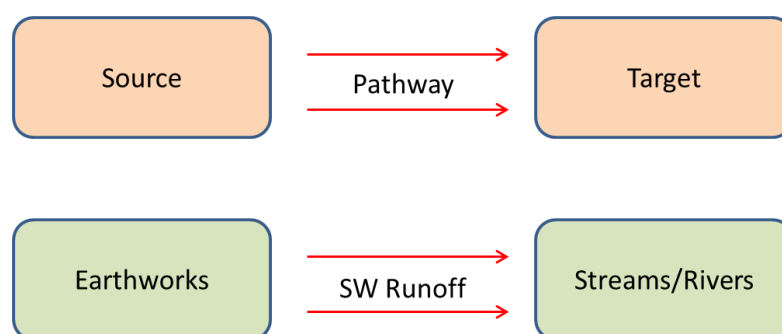 Source
Pathway
Target
Earthworks
SW Runoff
Streams/Rivers